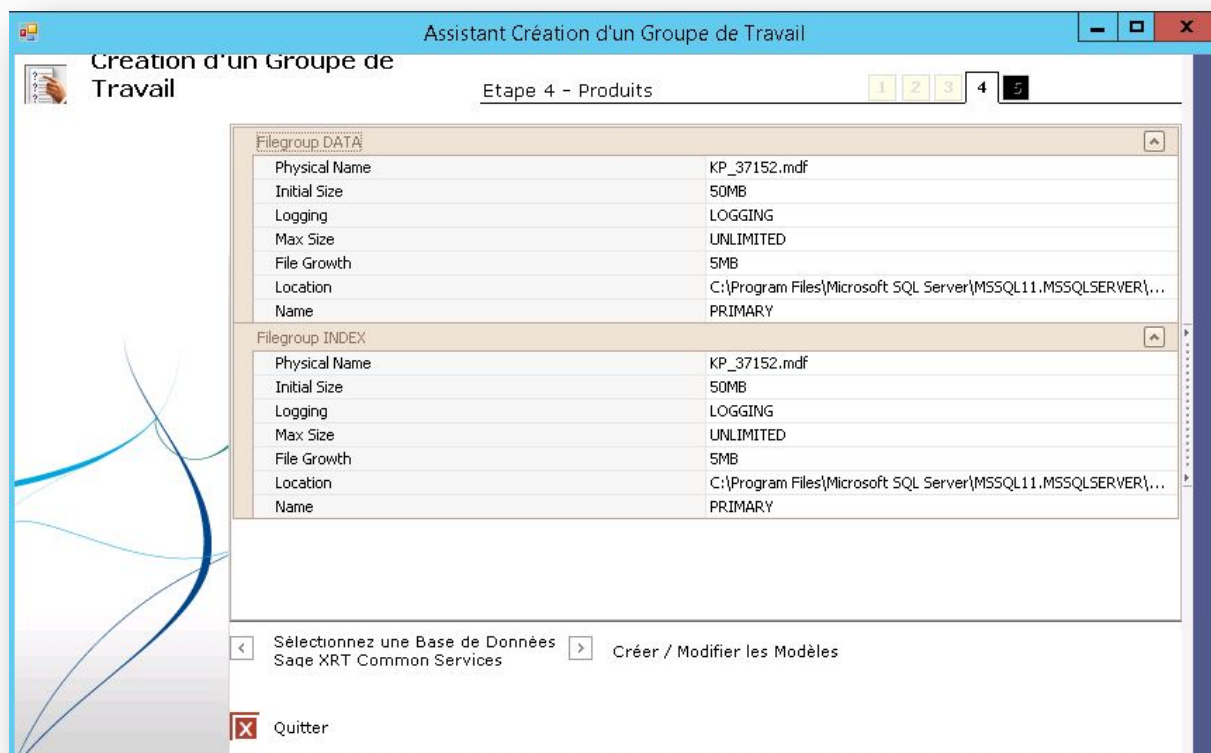 Assistant Création d'un Groupe de Travail
Création d'un Groupe de
Travail
Etape 4 - Produits
1 2 3 4 5
Filegroup DATA
Physical Name KP_37152.mdf
Initial Size 50MB
Logging LOGGING
Max Size UNLIMITED
File Growth 5MB
Location C:\Program Files\Microsoft SQL Server\MSSQL11.MSSQLSERVER\...
Name PRIMARY
Filegroup INDEX
Physical Name KP_37152.mdf
Initial Size 50MB
Logging LOGGING
Max Size UNLIMITED
File Growth 5MB
Location C:\Program Files\Microsoft SQL Server\MSSQL11.MSSQLSERVER\...
Name PRIMARY
< Sélectionnez une Base de Données
Sage XRT Common Services
> Créer / Modifier les Modèles
X Quitter